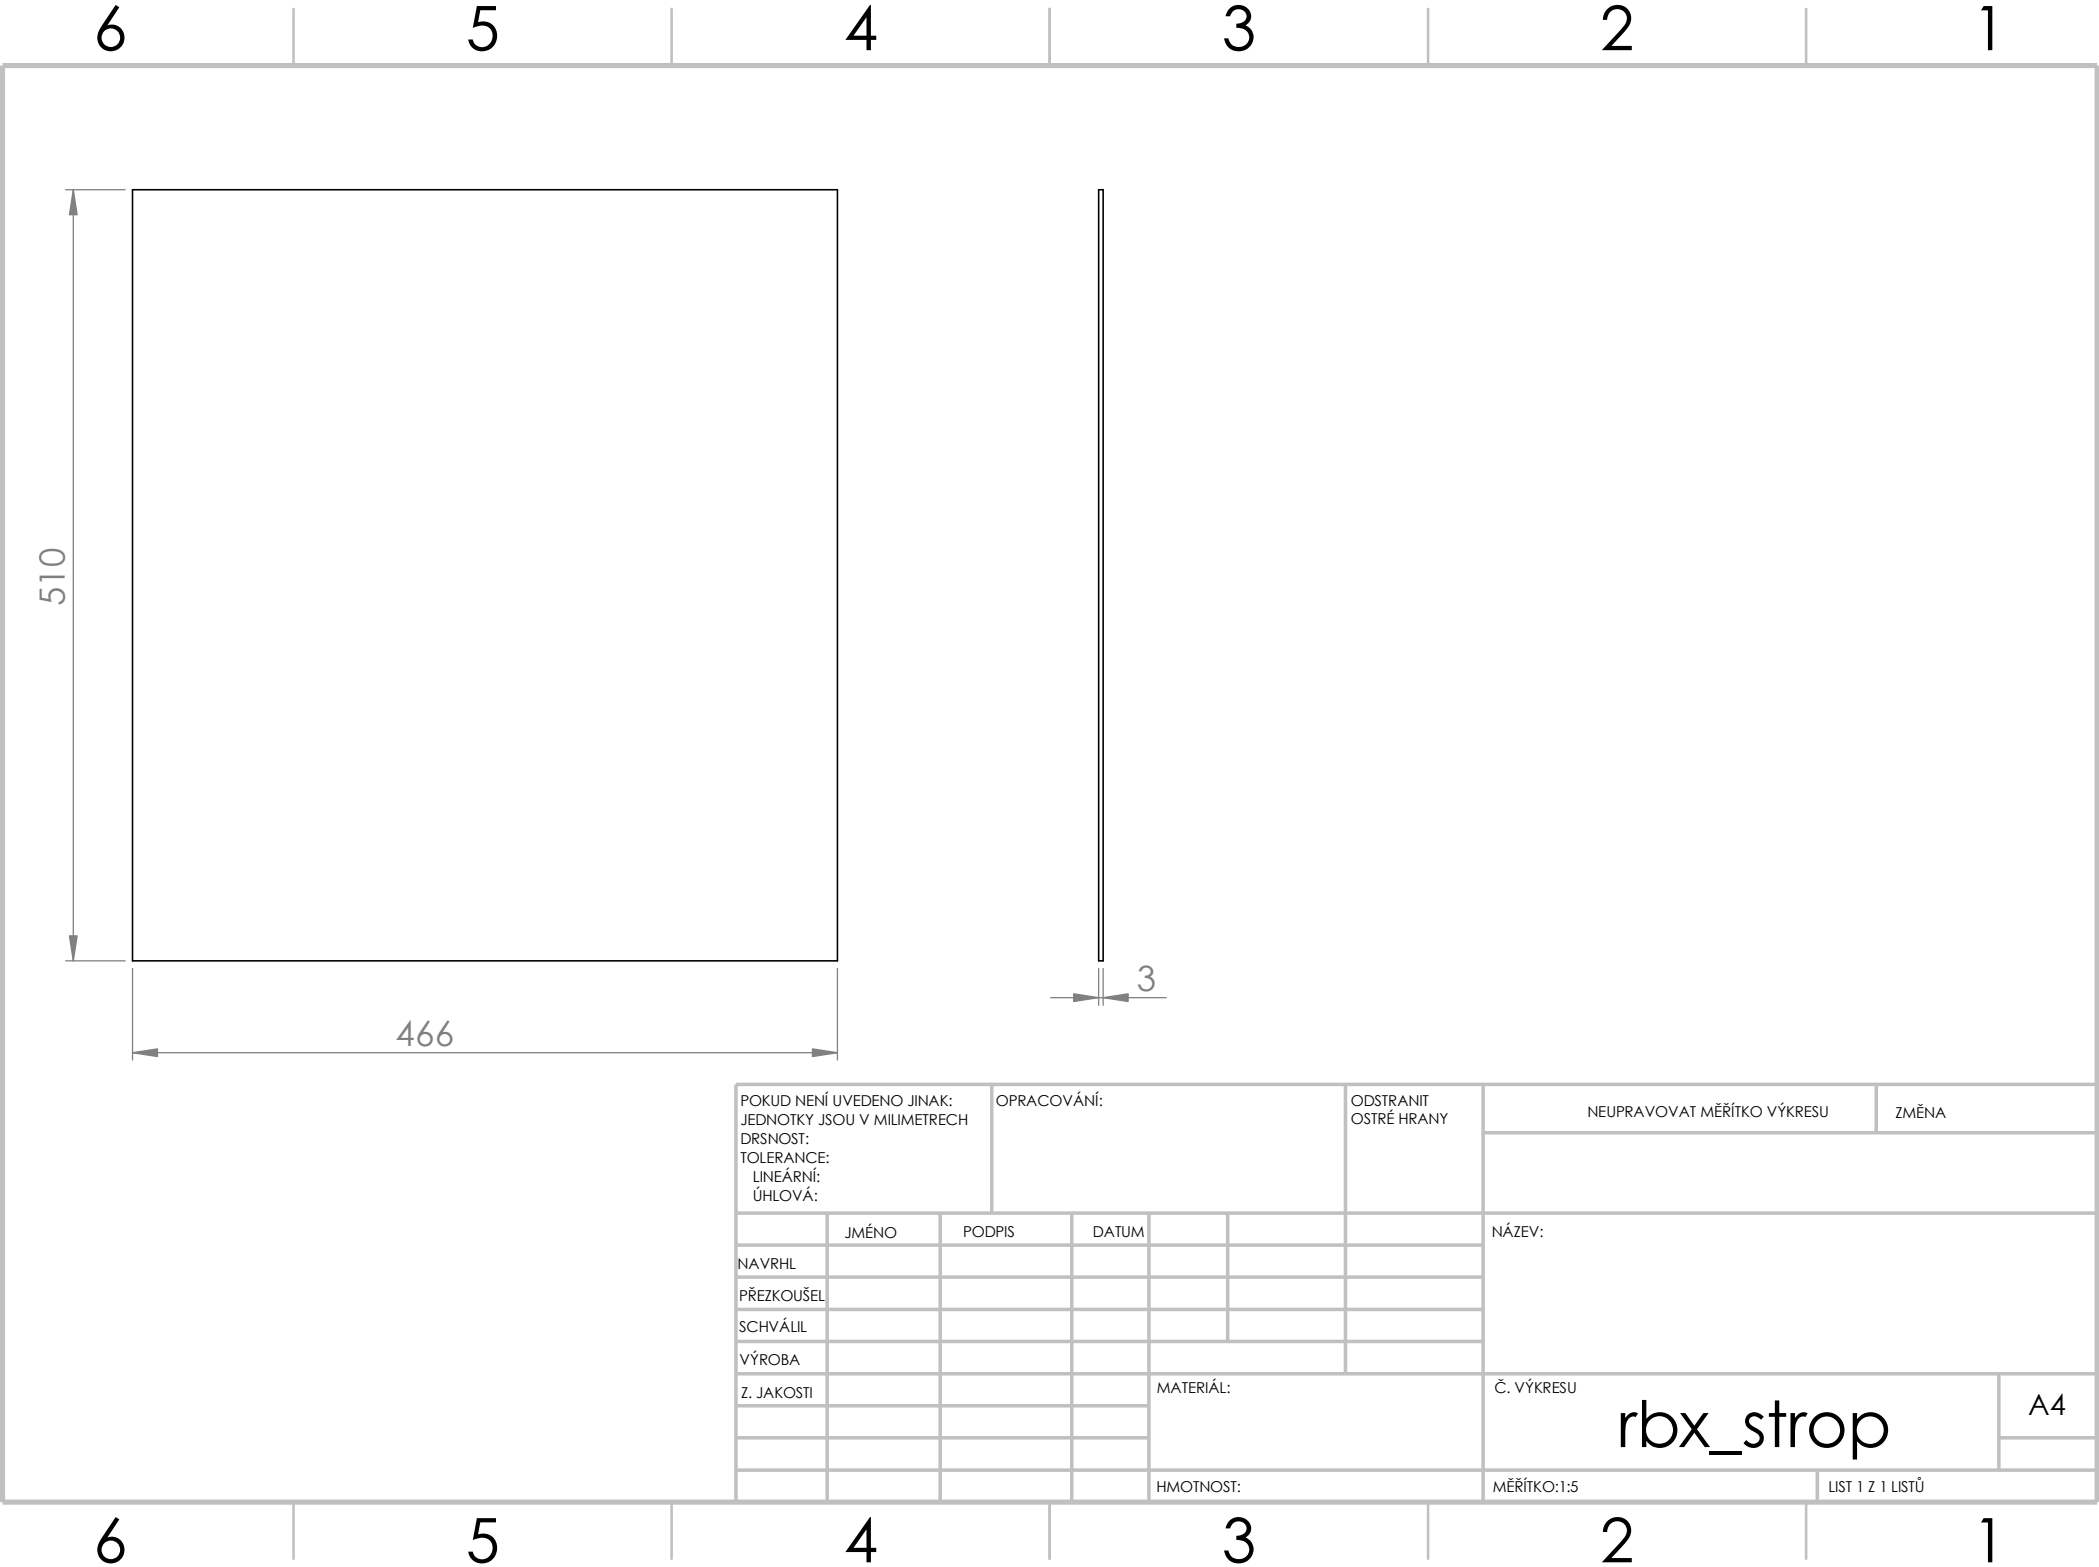 6 5 4 3 2 1
510
466
3
POKUD NENÍ UVEDENO JINAK:
JEDNOTKY JSOU V MILIMETRECH
DRSNOST:
TOLERANCE:
LINEÁRNÍ:
ÚHLOVÁ:
OPRACOVÁNÍ:
ODSTRANIT
OSTRÉ HRANY
NEUPRAVOVAT MĚŘÍTKO VÝKRESU
ZMĚNA
JMÉNO PODPIS DATUM
NAVRHL
PŘEZKOUŠEL
SCHVÁLIL
VÝROBA
Z. JAKOSTI
NÁZEV:
MATERIÁL:
HMOTNOST:
Č. VÝKRESU
rbx_strop
A4
MĚŘÍTKO:1:5
LIST 1 Z 1 LISTŮ
6 5 4 3 2 1